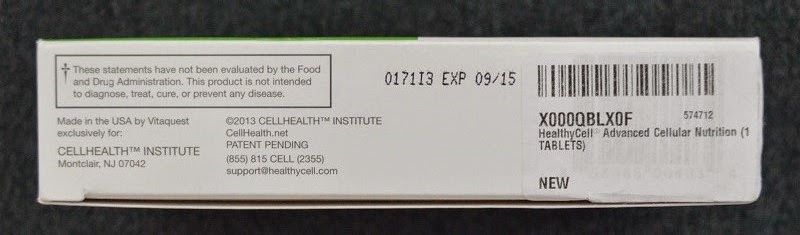 † These statements have not been evaluated by the Food
and Drug Administration. This product is not intended
to diagnose, treat, cure, or prevent any disease.
Made in the USA by Vitaquest
exclusively for:
CELLHEALTH™ INSTITUTE
Montclair, NJ 07042
©2013 CELLHEALTH™ INSTITUTE
CellHealth.net
PATENT PENDING
(855) 815 CELL (2355)
support@healthycell.com
0171I3 EXP 09/15
X000QBLX0F
574712
HealthyCell® Advanced Cellular Nutrition (1
TABLETS)
NEW